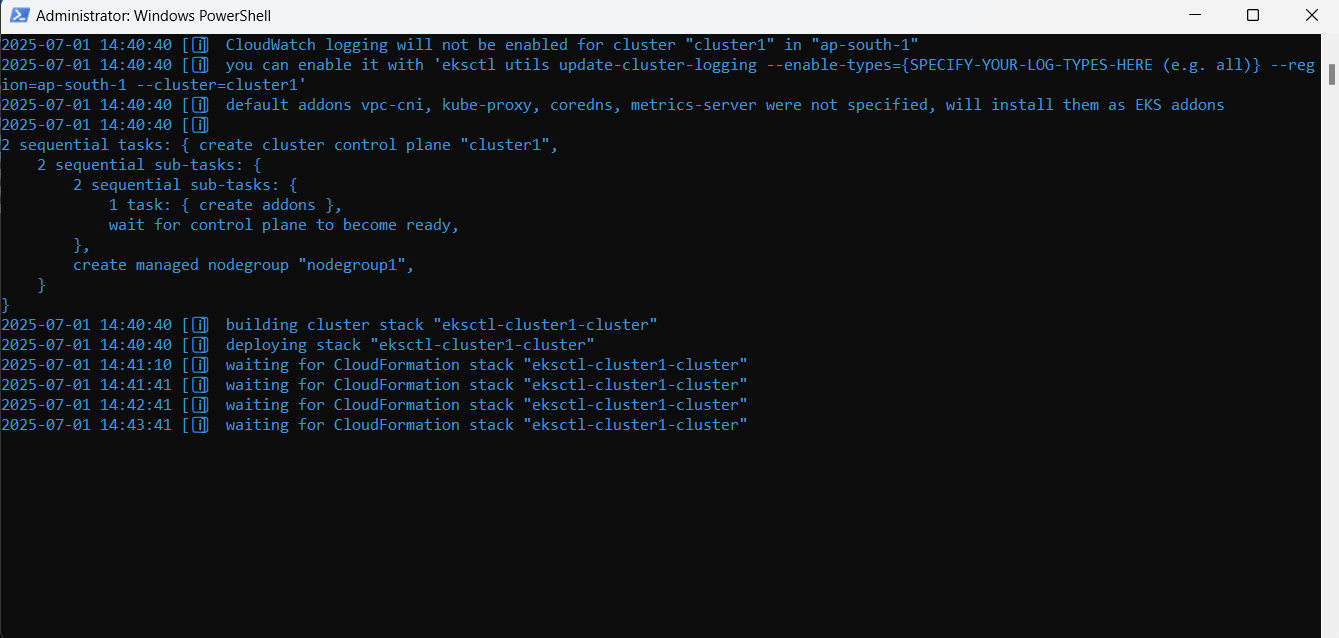 Administrator: Windows PowerShell
2025-07-01 14:40:40 [ℹ]  CloudWatch logging will not be enabled for cluster "cluster1" in "ap-south-1"
2025-07-01 14:40:40 [ℹ]  you can enable it with 'eksctl utils update-cluster-logging --enable-types={SPECIFY-YOUR-LOG-TYPES-HERE (e.g. all)} --reg
ion=ap-south-1 --cluster=cluster1'
2025-07-01 14:40:40 [ℹ]  default addons vpc-cni, kube-proxy, coredns, metrics-server were not specified, will install them as EKS addons
2025-07-01 14:40:40 [ℹ]
2 sequential tasks: { create cluster control plane "cluster1",
    2 sequential sub-tasks: {
        2 sequential sub-tasks: {
            1 task: { create addons },
            wait for control plane to become ready,
        },
        create managed nodegroup "nodegroup1",
    }
}
2025-07-01 14:40:40 [ℹ]  building cluster stack "eksctl-cluster1-cluster"
2025-07-01 14:40:40 [ℹ]  deploying stack "eksctl-cluster1-cluster"
2025-07-01 14:41:10 [ℹ]  waiting for CloudFormation stack "eksctl-cluster1-cluster"
2025-07-01 14:41:41 [ℹ]  waiting for CloudFormation stack "eksctl-cluster1-cluster"
2025-07-01 14:42:41 [ℹ]  waiting for CloudFormation stack "eksctl-cluster1-cluster"
2025-07-01 14:43:41 [ℹ]  waiting for CloudFormation stack "eksctl-cluster1-cluster"